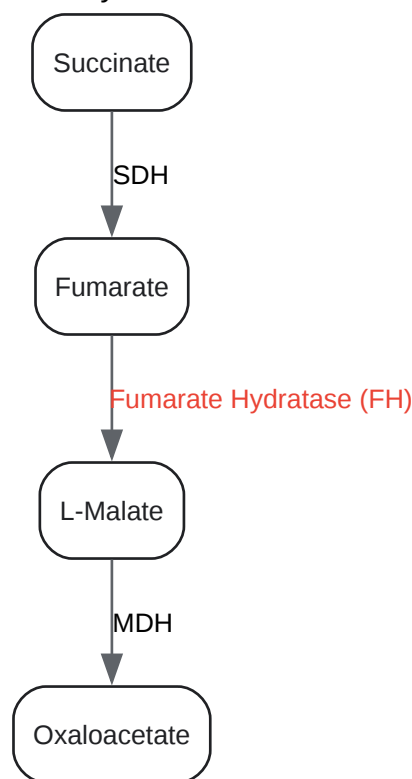 Succinate
SDH
Fumarate
Fumarate Hydratase (FH)
L-Malate
MDH
Oxaloacetate